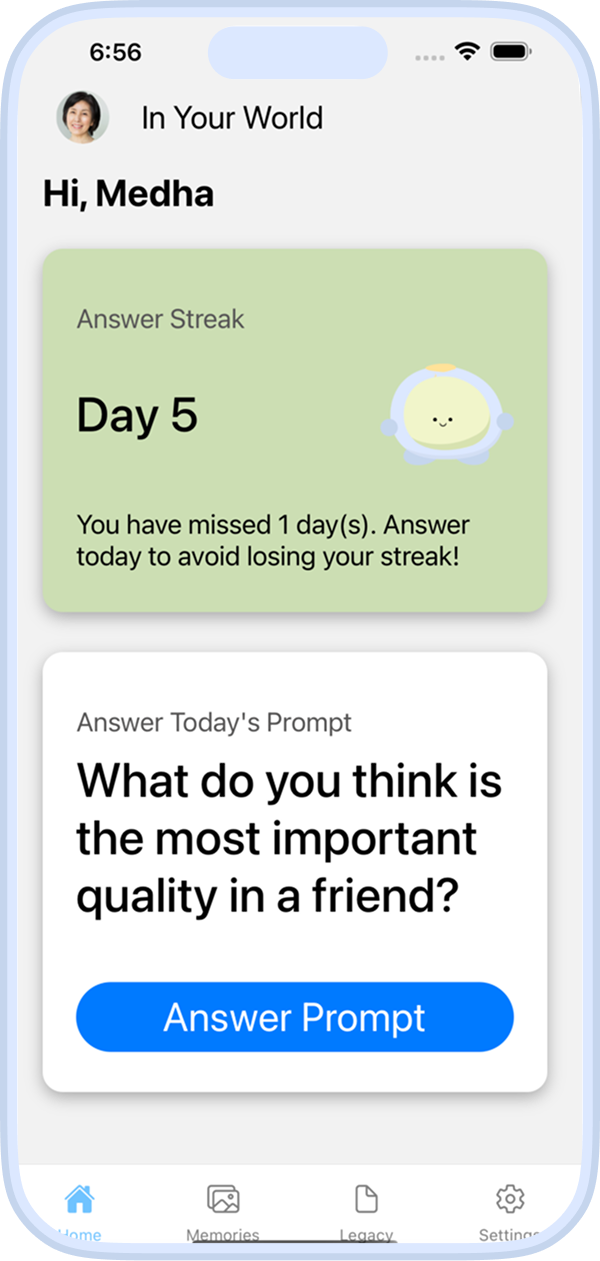 6:56
In Your World
Hi, Medha
Answer Streak
Day 5
You have missed 1 day(s). Answer
today to avoid losing your streak!
Answer Today's Prompt
What do you think is
the most important
quality in a friend?
Answer Prompt
Home Memories Legacy Settings